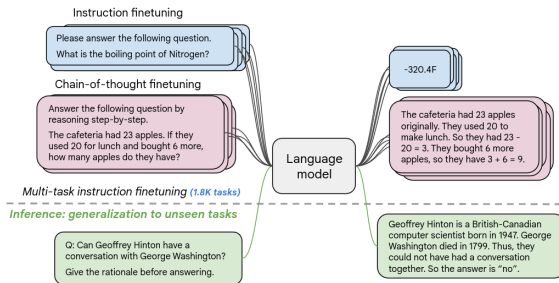 Instruction finetuning
Please answer the following question.
What is the boiling point of Nitrogen?
-320.4F
Chain-of-thought finetuning
Answer the following question by
reasoning step-by-step.
The cafeteria had 23 apples. If they
used 20 for lunch and bought 6 more,
how many apples do they have?
Language
model
The cafeteria had 23 apples
originally. They used 20 to
make lunch. So they had 23 -
20 = 3. They bought 6 more
apples, so they have 3 + 6 = 9.
Multi-task instruction finetuning (1.8K tasks)
Inference: generalization to unseen tasks
Q: Can Geoffrey Hinton have a
conversation with George Washington?
Give the rationale before answering.
Geoffrey Hinton is a British-Canadian
computer scientist born in 1947. George
Washington died in 1799. Thus, they
could not have had a conversation
together. So the answer is “no”.